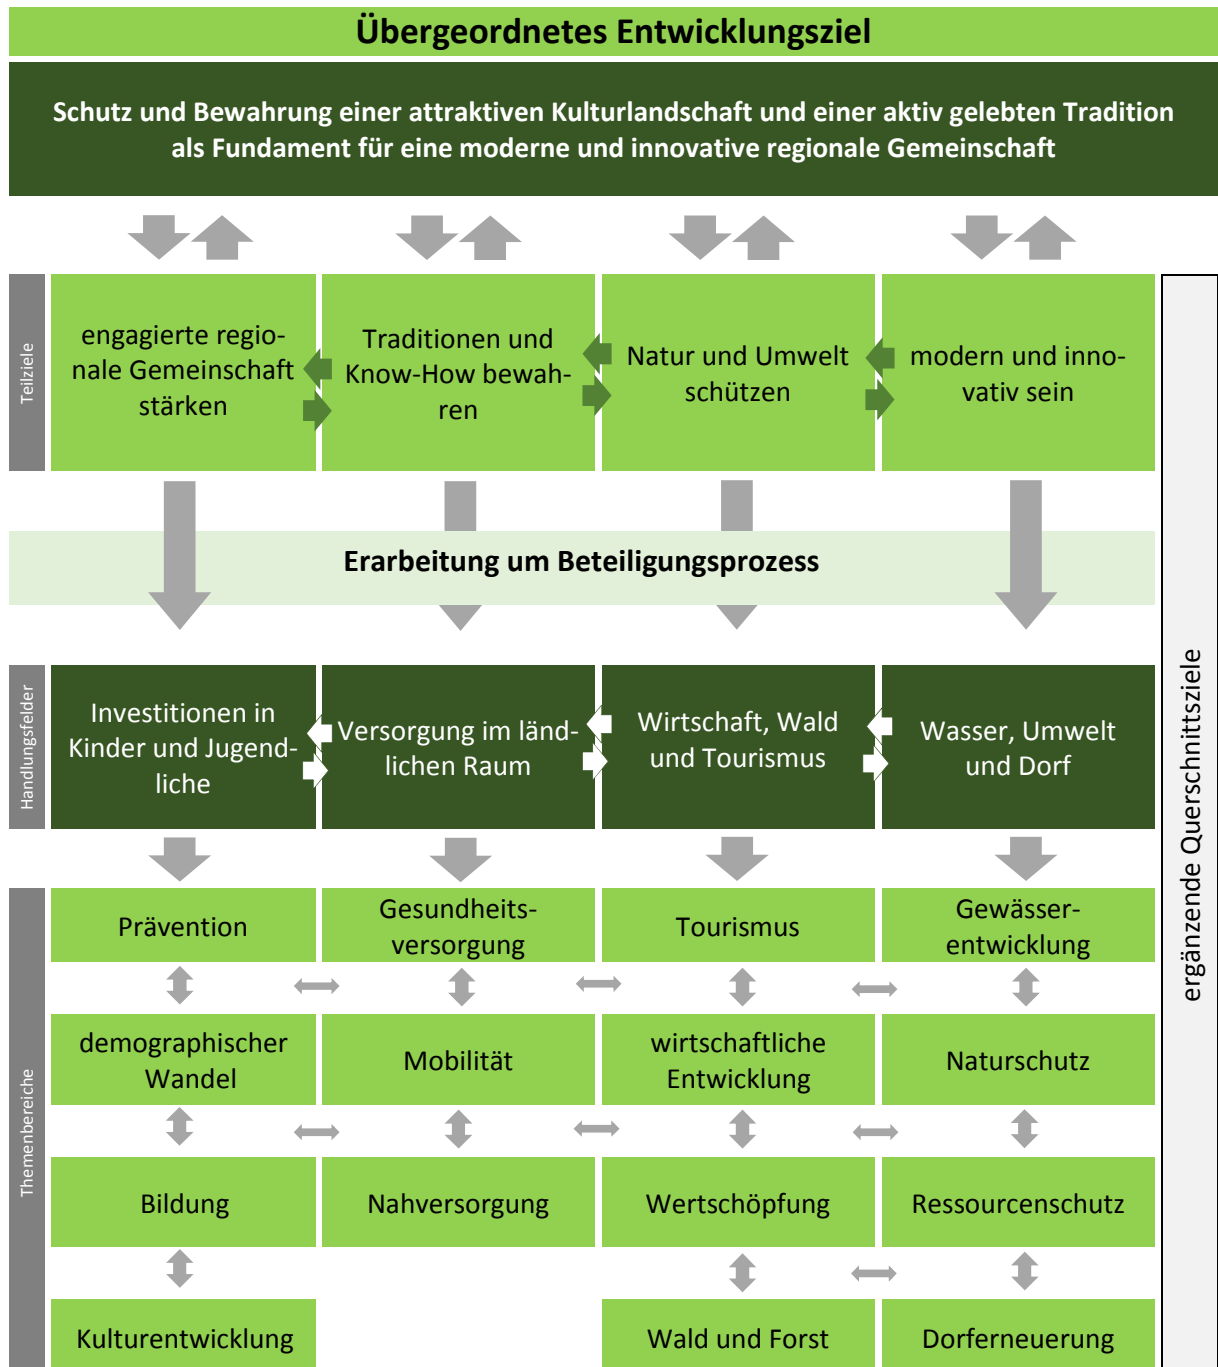 Übergeordnetes Entwicklungsziel
Schutz und Bewahrung einer attraktiven Kulturlandschaft und einer aktiv gelebten Tradition
als Fundament für eine moderne und innovative regionale Gemeinschaft
Teilziele
engagierte regio-
nale Gemeinschaft
stärken
Traditionen und
Know-How bewah-
ren
Natur und Umwelt
schützen
modern und inno-
vativ sein
Erarbeitung um Beteiligungsprozess
Handlungsfelder
Investitionen in
Kinder und Jugend-
liche
Versorgung im länd-
lichen Raum
Wirtschaft, Wald
und Tourismus
Wasser, Umwelt
und Dorf
Themenbereiche
Prävention
Gesundheits-
versorgung
Tourismus
Gewässer-
entwicklung
demographischer
Wandel
Mobilität
wirtschaftliche
Entwicklung
Naturschutz
Bildung
Nahversorgung
Wertschöpfung
Ressourcenschutz
Kulturentwicklung
Wald und Forst
Dorferneuerung
ergänzende Querschnittsziele